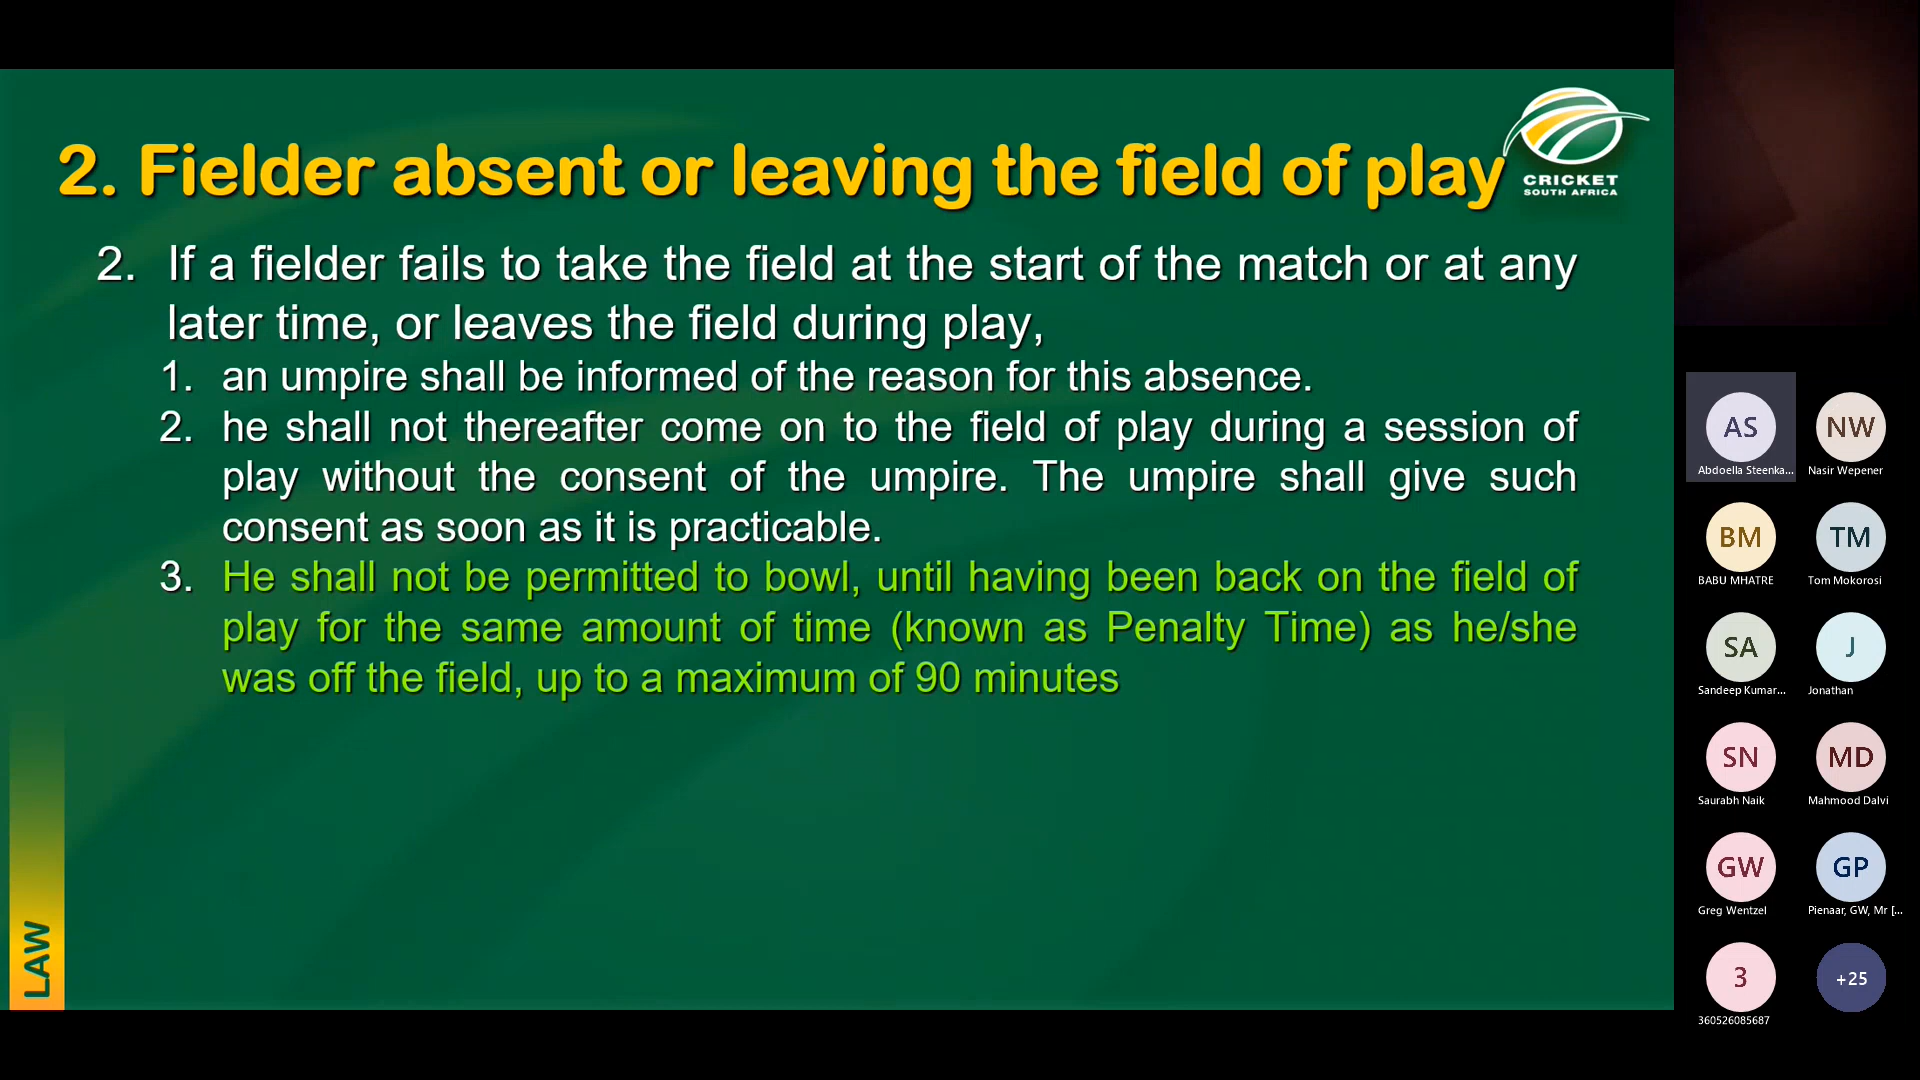 2. Fielder absent or leaving the field of play
CRICKET
SOUTH AFRICA
2. If a fielder fails to take the field at the start of the match or at any
later time, or leaves the field during play,
1. an umpire shall be informed of the reason for this absence.
2. he shall not thereafter come on to the field of play during a session of
play without the consent of the umpire. The umpire shall give such
consent as soon as it is practicable.
3. He shall not be permitted to bowl, until having been back on the field of
play for the same amount of time (known as Penalty Time) as he/she
was off the field, up to a maximum of 90 minutes
LAW
AS
Abdoella Steenka...
NW
Nasir Wepener
BM
BABU MHATRE
TM
Tom Mokorosi
SA
Sandeep Kumar...
J
Jonathan
SN
Saurabh Naik
MD
Mahmood Dalvi
GW
Greg Wentzel
GP
Pienaar, GW, Mr [...
3
360526085687
+25